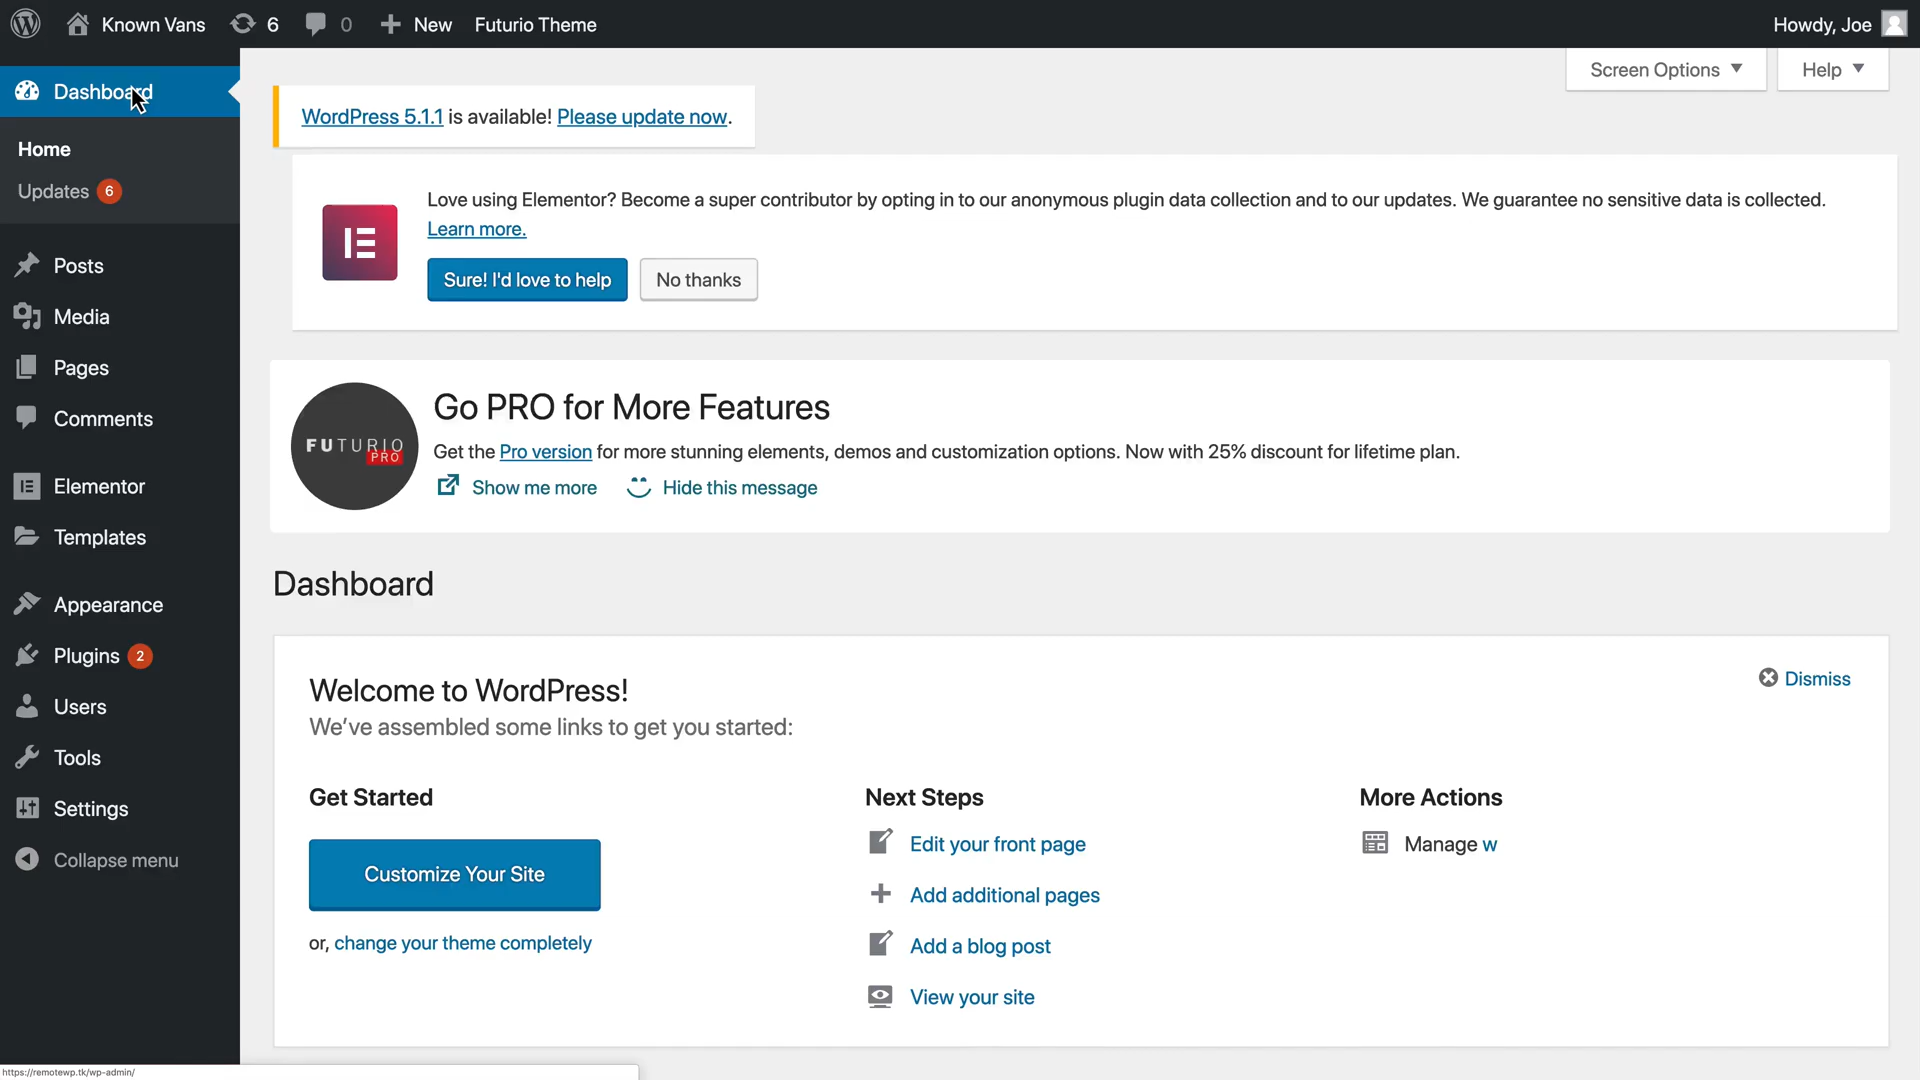 Known Vans 6 0 New Futurio Theme Howdy, Joe
Dashboard
Home
Updates 6
Posts
Media
Pages
Comments
Elementor
Templates
Appearance
Plugins 2
Users
Tools
Settings
Collapse menu
Screen Options Help
WordPress 5.1.1 is available! Please update now.
Love using Elementor? Become a super contributor by opting in to our anonymous plugin data collection and to our updates. We guarantee no sensitive data is collected.
Learn more.
Sure! I'd love to help No thanks
FUTURIO
PRO
Go PRO for More Features
Get the Pro version for more stunning elements, demos and customization options. Now with 25% discount for lifetime plan.
Show me more Hide this message
Dashboard
Welcome to WordPress!
Dismiss
We've assembled some links to get you started:
Get Started
Customize Your Site
or, change your theme completely
Next Steps
Edit your front page
Add additional pages
Add a blog post
View your site
More Actions
Manage w
https://remotewp.tk/wp-admin/